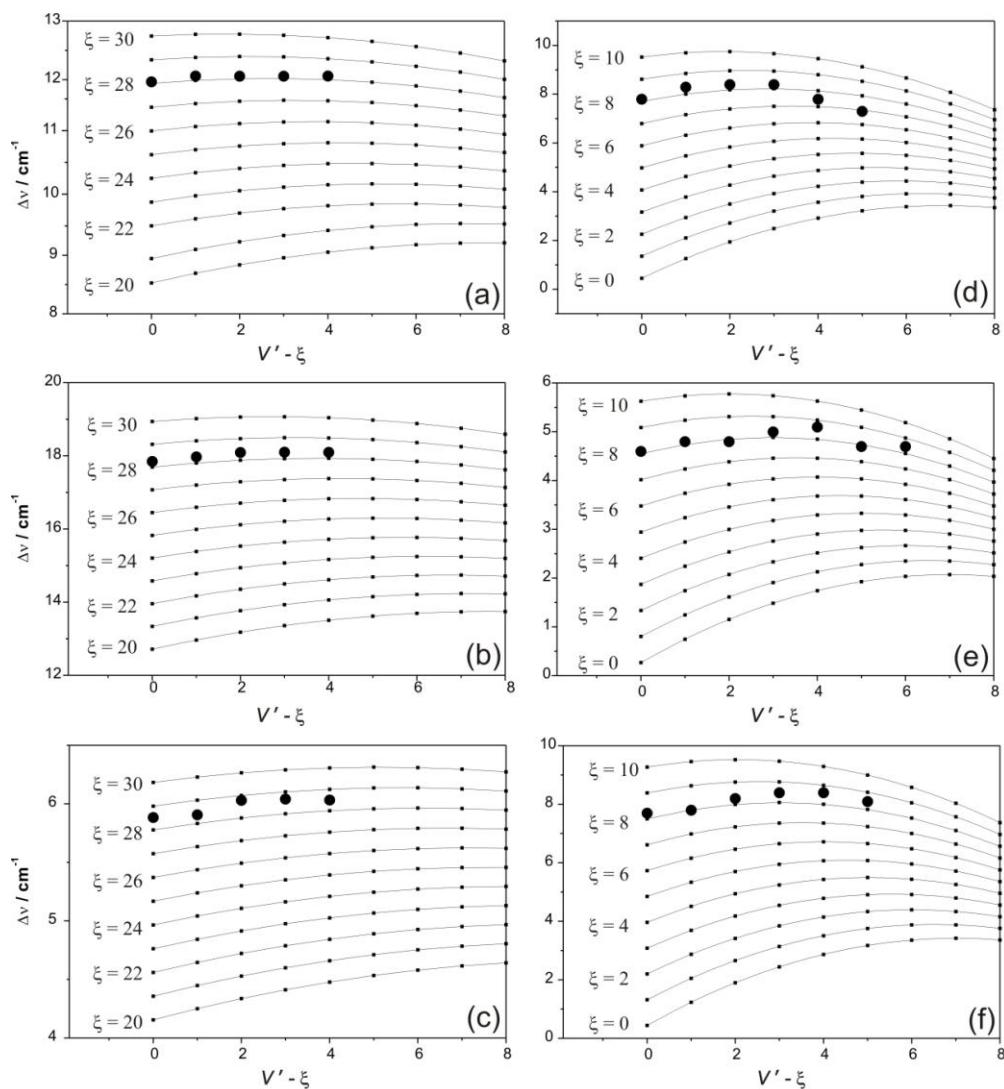 13
12
11
10
9
8
Δν / cm⁻¹
ξ = 30
ξ = 28
ξ = 26
ξ = 24
ξ = 22
ξ = 20
(a)
0 2 4 6 8
V′ - ξ
10
8
6
4
2
0
ξ = 10
ξ = 8
ξ = 6
ξ = 4
ξ = 2
ξ = 0
(d)
0 2 4 6 8
V′ - ξ
20
18
16
14
12
Δν / cm⁻¹
ξ = 30
ξ = 28
ξ = 26
ξ = 24
ξ = 22
ξ = 20
(b)
0 2 4 6 8
V′ - ξ
6
5
4
3
2
1
0
ξ = 10
ξ = 8
ξ = 6
ξ = 4
ξ = 2
ξ = 0
(e)
0 2 4 6 8
V′ - ξ
6
5
4
Δν / cm⁻¹
ξ = 30
ξ = 28
ξ = 26
ξ = 24
ξ = 22
ξ = 20
(c)
0 2 4 6 8
V′ - ξ
10
8
6
4
2
0
ξ = 10
ξ = 8
ξ = 6
ξ = 4
ξ = 2
ξ = 0
(f)
0 2 4 6 8
V′ - ξ